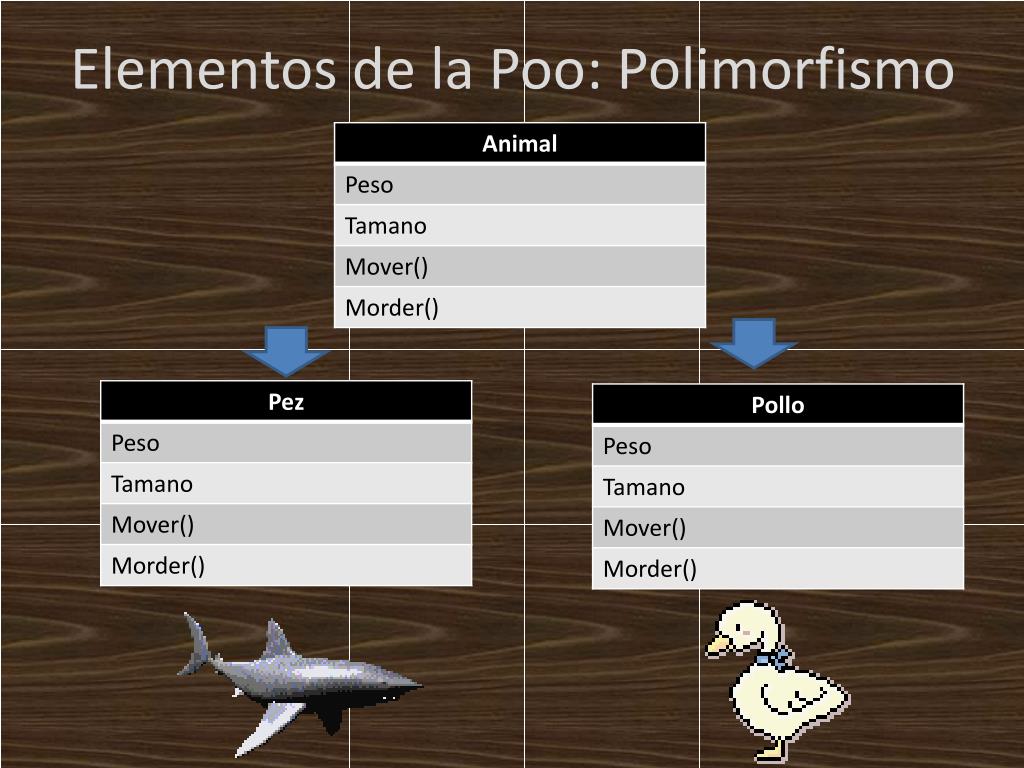 Elementos de la Poo: Polimorfismo
Animal
Peso
Tamano
Mover()
Morder()
Pez
Peso
Tamano
Mover()
Morder()
Pollo
Peso
Tamano
Mover()
Morder()